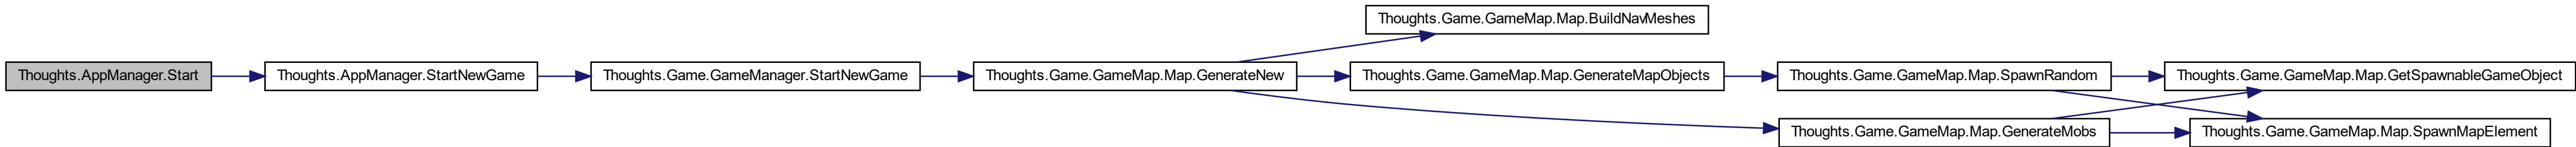 Thoughts.Game.GameMap.Map.BuildNavMeshes
Thoughts.AppManager.Start
Thoughts.AppManager.StartNewGame
Thoughts.Game.GameManager.StartNewGame
Thoughts.Game.GameMap.Map.GenerateNew
Thoughts.Game.GameMap.Map.GenerateMapObjects
Thoughts.Game.GameMap.Map.SpawnRandom
Thoughts.Game.GameMap.Map.GetSpawnableGameObject
Thoughts.Game.GameMap.Map.GenerateMobs
Thoughts.Game.GameMap.Map.SpawnMapElement